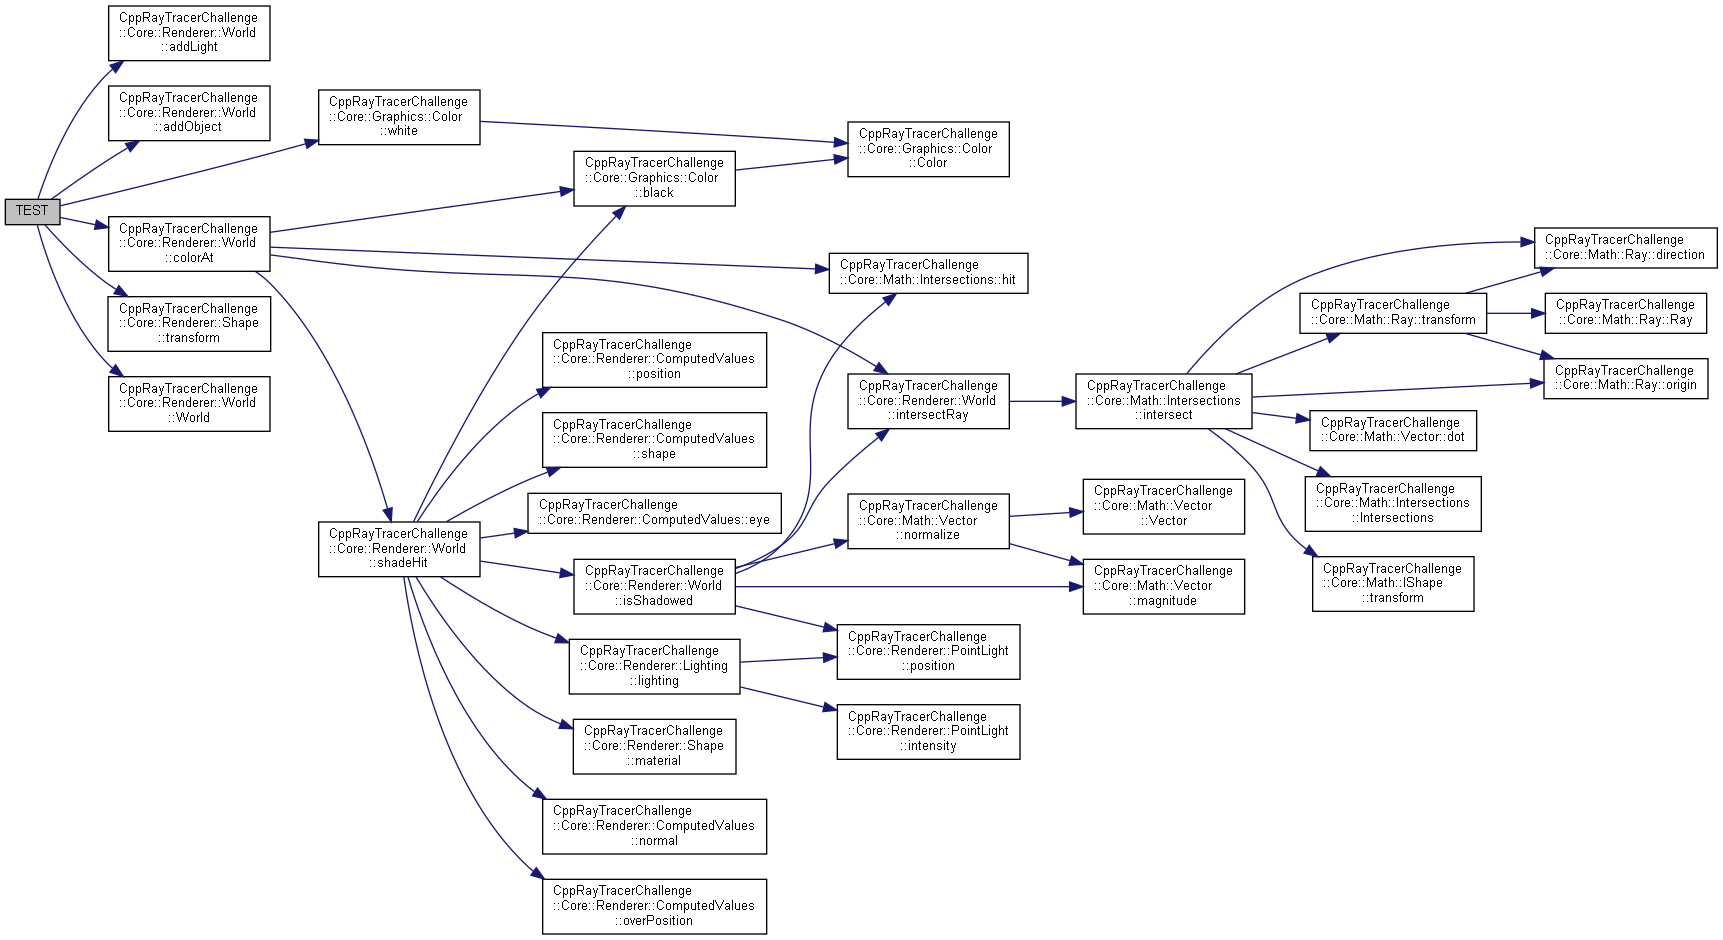 TEST
CppRayTracerChallenge
::Core::Renderer::World
::addLight
CppRayTracerChallenge
::Core::Renderer::World
::addObject
CppRayTracerChallenge
::Core::Renderer::World
::colorAt
CppRayTracerChallenge
::Core::Renderer::Shape
::transform
CppRayTracerChallenge
::Core::Renderer::World
::World
CppRayTracerChallenge
::Core::Graphics::Color
::white
CppRayTracerChallenge
::Core::Renderer::World
::shadeHit
CppRayTracerChallenge
::Core::Graphics::Color
::black
CppRayTracerChallenge
::Core::Renderer::ComputedValues
::position
CppRayTracerChallenge
::Core::Renderer::ComputedValues
::shape
CppRayTracerChallenge
::Core::Renderer::ComputedValues::eye
CppRayTracerChallenge
::Core::Renderer::World
::isShadowed
CppRayTracerChallenge
::Core::Renderer::Lighting
::lighting
CppRayTracerChallenge
::Core::Renderer::Shape
::material
CppRayTracerChallenge
::Core::Renderer::ComputedValues
::normal
CppRayTracerChallenge
::Core::Renderer::ComputedValues
::overPosition
CppRayTracerChallenge
::Core::Graphics::Color
::Color
CppRayTracerChallenge
::Core::Math::Intersections::hit
CppRayTracerChallenge
::Core::Renderer::World
::intersectRay
CppRayTracerChallenge
::Core::Math::Vector
::normalize
CppRayTracerChallenge
::Core::Renderer::PointLight
::position
CppRayTracerChallenge
::Core::Renderer::PointLight
::intensity
CppRayTracerChallenge
::Core::Math::Intersections
::intersect
CppRayTracerChallenge
::Core::Math::Vector
::Vector
CppRayTracerChallenge
::Core::Math::Vector
::magnitude
CppRayTracerChallenge
::Core::Math::Ray::transform
CppRayTracerChallenge
::Core::Math::Vector::dot
CppRayTracerChallenge
::Core::Math::Intersections
::Intersections
CppRayTracerChallenge
::Core::Math::IShape
::transform
CppRayTracerChallenge
::Core::Math::Ray::direction
CppRayTracerChallenge
::Core::Math::Ray::Ray
CppRayTracerChallenge
::Core::Math::Ray::origin